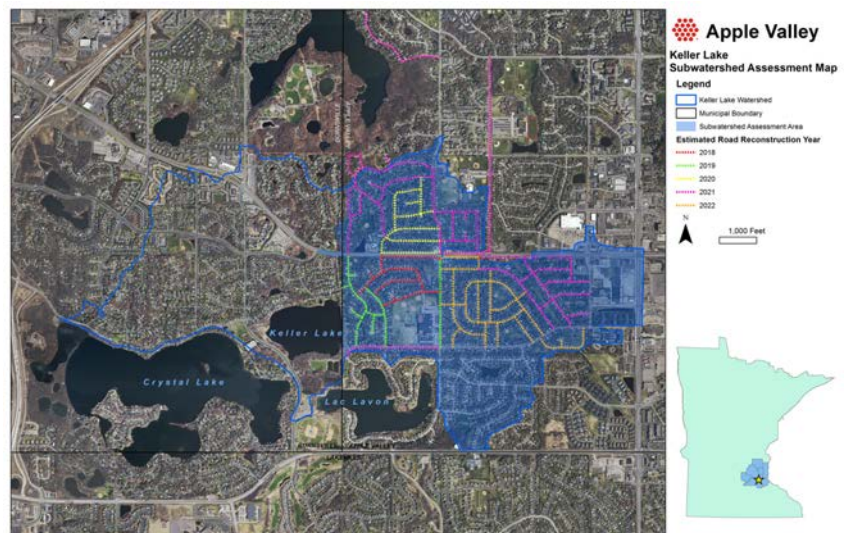 Apple Valley
Keller Lake
Subwatershed Assessment Map
Legend
Keller Lake Watershed
Municipal Boundary
Subwatershed Assessment Area
Estimated Road Reconstruction Year
2018
2019
2020
2021
2022
N
1,000 Feet
Keller Lake
Crystal Lake
Lac Lavon